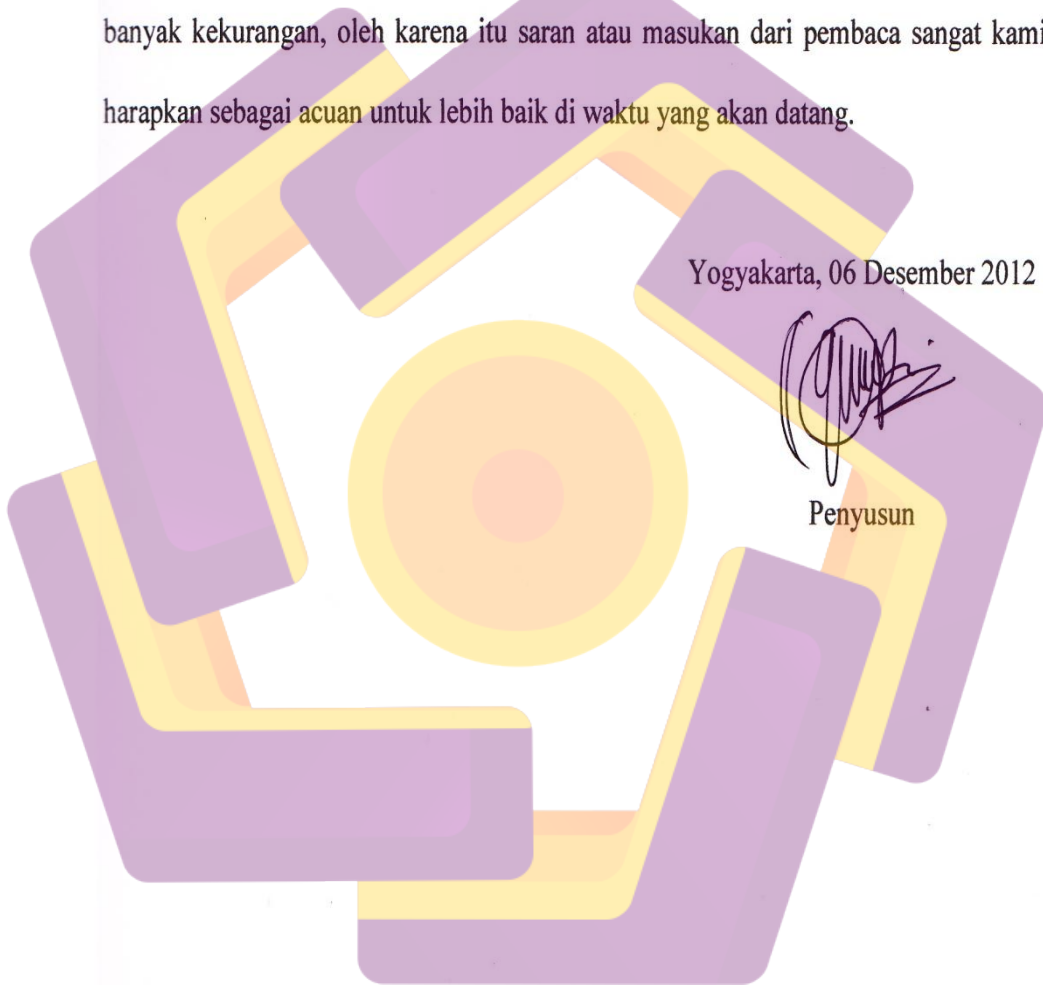 banyak kekurangan, oleh karena itu saran atau masukan dari pembaca sangat kami
harapkan sebagai acuan untuk lebih baik di waktu yang akan datang.
Yogyakarta, 06 Desember 2012
Penyusun